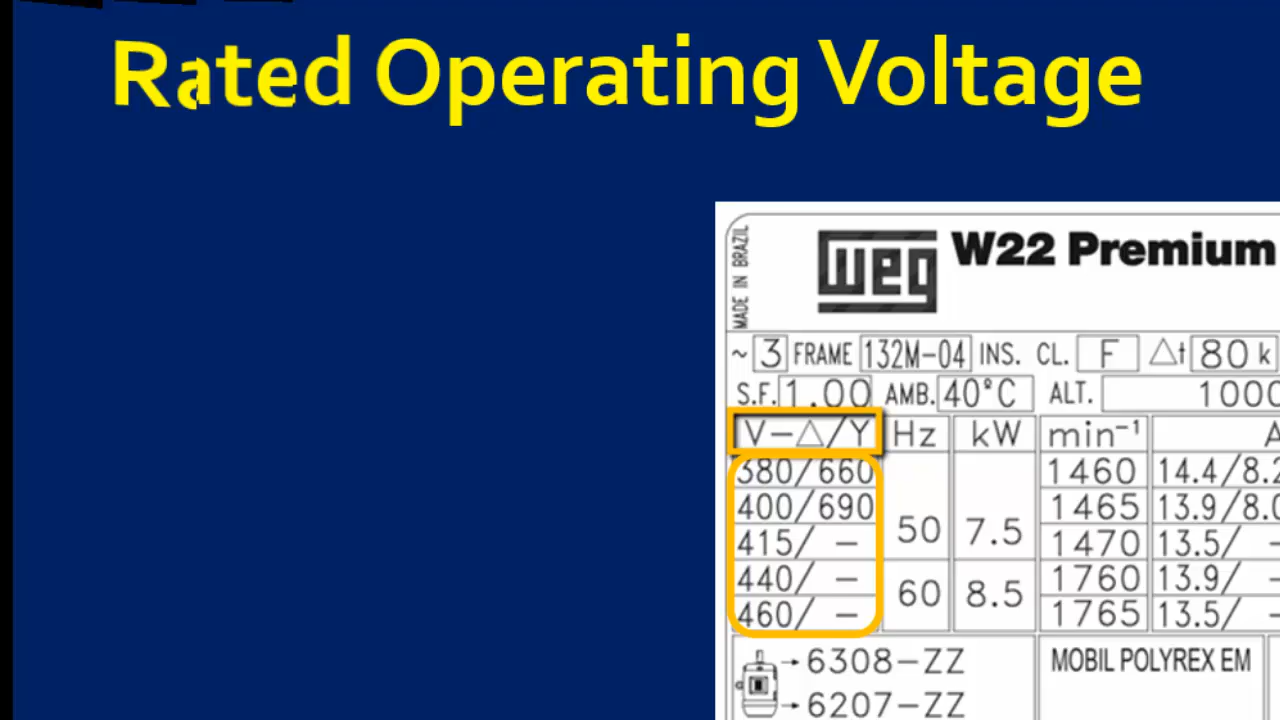 Rated Operating Voltage
MADE IN BRAZIL
weg W22 Premium
~ 3 FRAME 132M-04 INS. CL. F Δt 80 k
S.F. 1.00 AMB. 40°C ALT. 1000
V-Δ/Y Hz kW min⁻¹
380/660 1460 14.4/8.2
400/690 1465 13.9/8.0
50 7.5
415/ - 1470 13.5/ -
440/ - 1760 13.9/ -
60 8.5
460/ - 1765 13.5/ -
→ 6308-ZZ MOBIL POLYREX EM
→ 6207-ZZ